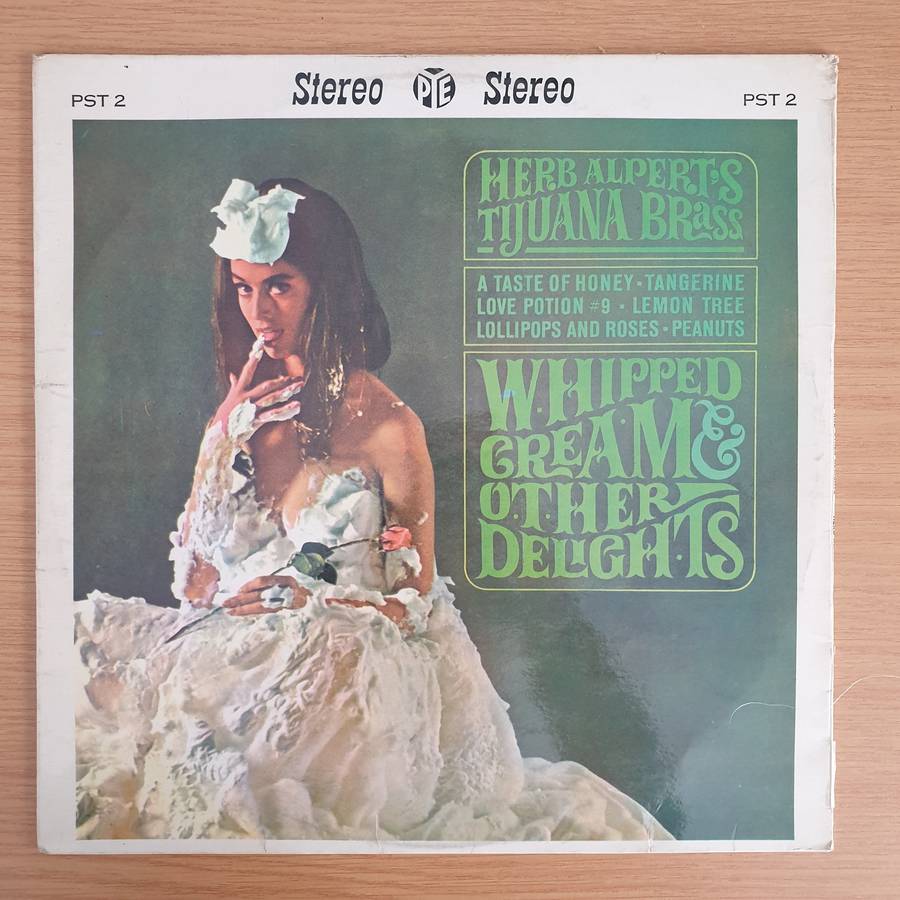 PST 2 Stereo PYE Stereo PST 2
HERB ALPERT'S
TIJUANA BRASS
A TASTE OF HONEY • TANGERINE
LOVE POTION #9 • LEMON TREE
LOLLIPOPS AND ROSES • PEANUTS
WHIPPED
CREAM &
OTHER
DELIGHTS